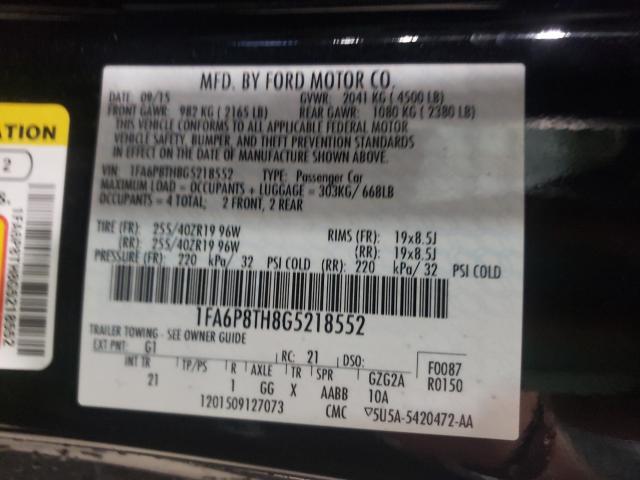 MFD. BY FORD MOTOR CO.
DATE: 09/15 GVWR: 2041 KG ( 4500 LB)
FRONT GAWR: 982 KG ( 2165 LB) REAR GAWR: 1080 KG ( 2380 LB)
THIS VEHICLE CONFORMS TO ALL APPLICABLE FEDERAL MOTOR
VEHICLE SAFETY, BUMPER, AND THEFT PREVENTION STANDARDS
IN EFFECT ON THE DATE OF MANUFACTURE SHOWN ABOVE.
VIN: 1FA6P8TH8G5218552 TYPE: Passenger Car
MAXIMUM LOAD = OCCUPANTS + LUGGAGE = 303KG/ 668LB
OCCUPANTS = 4 TOTAL: 2 FRONT, 2 REAR
TIRE (FR): 255/40ZR19 96W RIMS (FR): 19x8.5J
(RR): 255/40ZR19 96W (RR): 19x8.5J
PRESSURE (FR): 220 kPa/ 32 PSI COLD (RR): 220 kPa/ 32 PSI COLD
1FA6P8TH8G5218552
TRAILER TOWING - SEE OWNER GUIDE
EXT PNT: G1 RC: 21 DSO: F0087
INT TR TP/PS R AXLE TR SPR GZG2A R0150
21 1 GG X AABB 10A
1201509127073 CMC ▽5U5A-5420472-AA
ATION
2
1FA6P8TH8G5218552